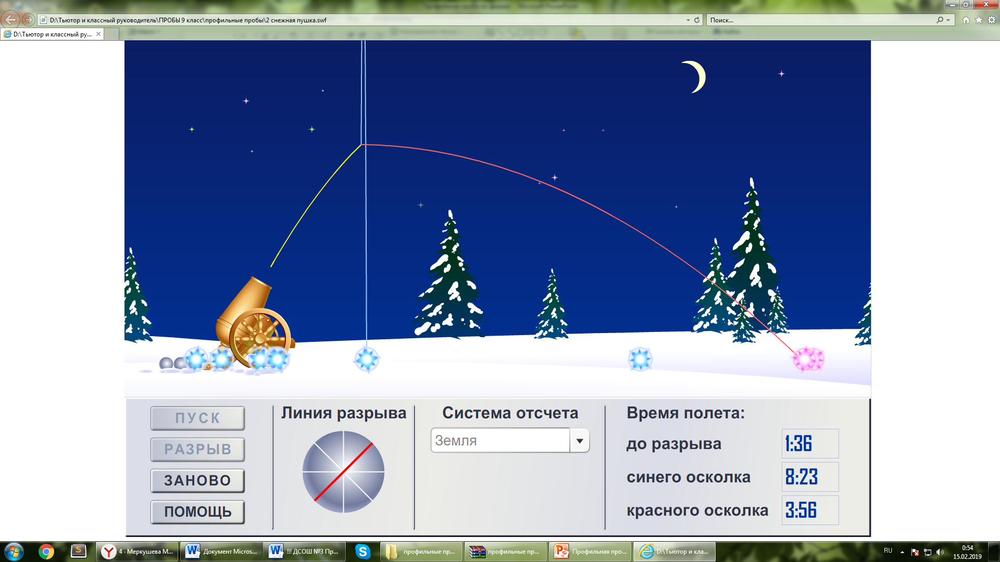 D:\Тьютор и классный руководитель\ПРОБЫ 9 класс\профильные пробы\2 снежная пушка.swf
Поиск...
D:\Тьютор и классный ру...
ПУСК
РАЗРЫВ
ЗАНОВО
ПОМОЩЬ
Линия разрыва
Система отсчета
Земля
Время полета:
до разрыва 1:36
синего осколка 8:23
красного осколка 3:56
4 · Меркушева М...
Документ Micros...
!!! ДСОШ №3 Пр...
профильные пр...
профильные пр...
Профильная про...
D:\Тьютор и кла...
RU
0:54
15.02.2019